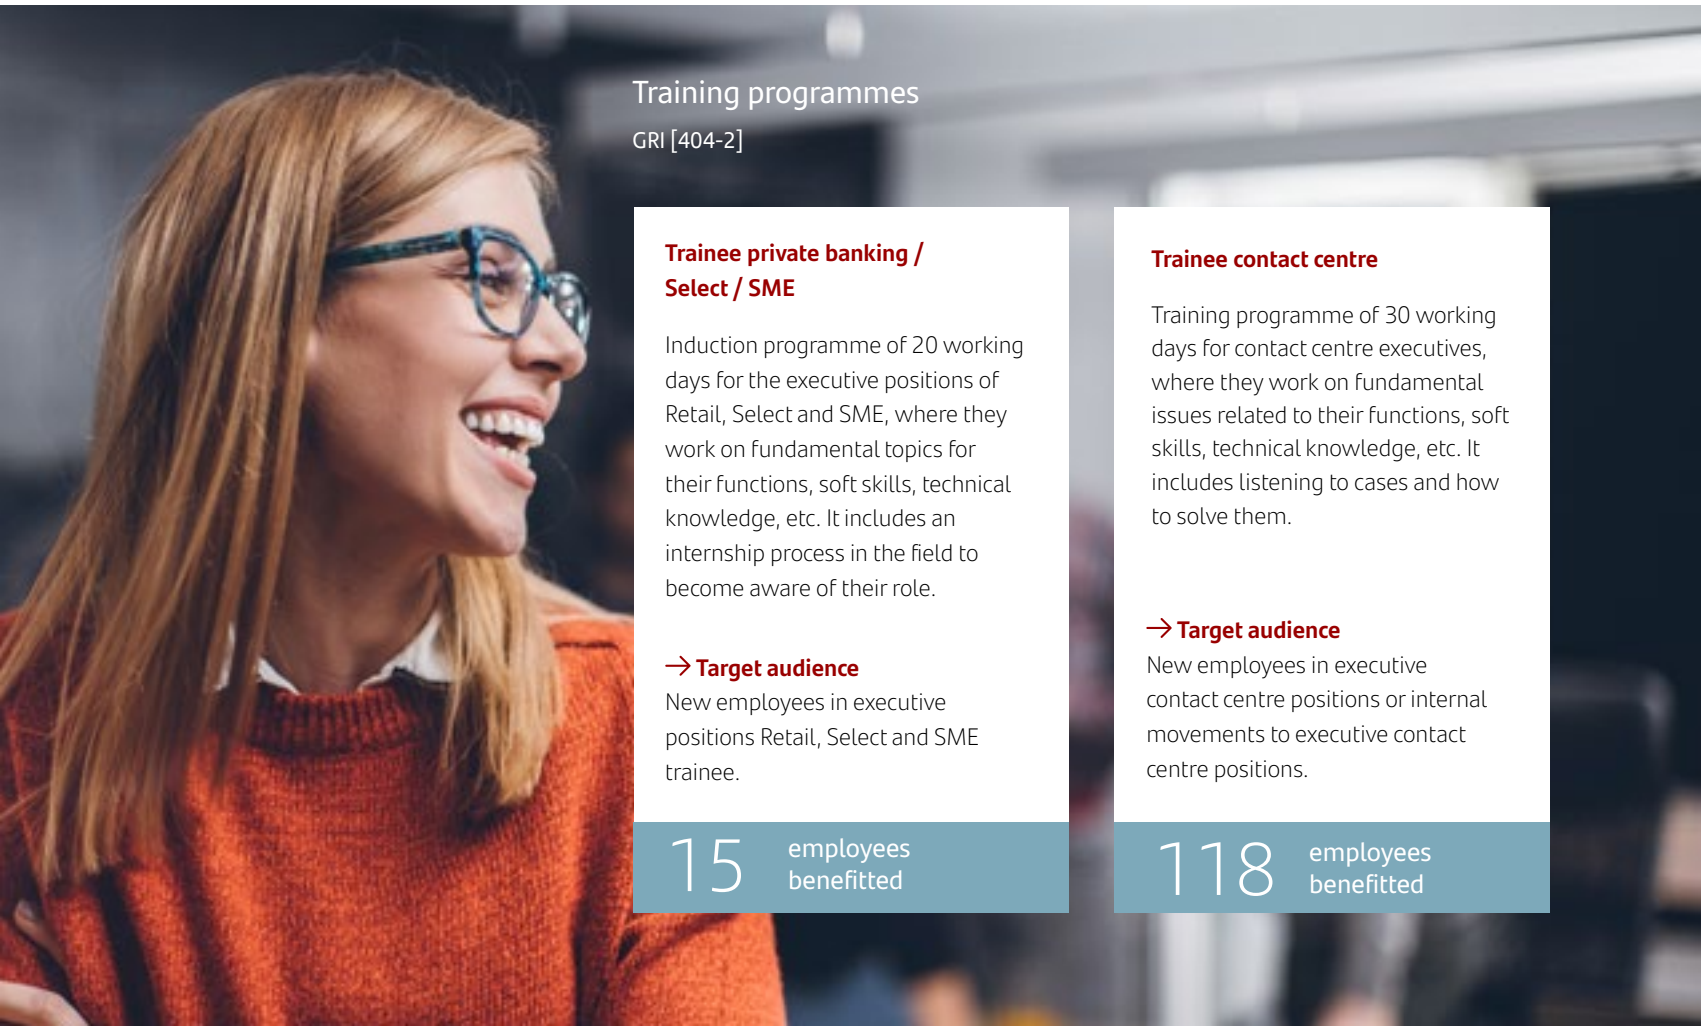 Training programmes
GRI [404-2]
Trainee private banking /
Select / SME
Induction programme of 20 working
days for the executive positions of
Retail, Select and SME, where they
work on fundamental topics for
their functions, soft skills, technical
knowledge, etc. It includes an
internship process in the field to
become aware of their role.
→ Target audience
New employees in executive
positions Retail, Select and SME
trainee.
15 employees
benefitted
Trainee contact centre
Training programme of 30 working
days for contact centre executives,
where they work on fundamental
issues related to their functions, soft
skills, technical knowledge, etc. It
includes listening to cases and how
to solve them.
→ Target audience
New employees in executive
contact centre positions or internal
movements to executive contact
centre positions.
118 employees
benefitted